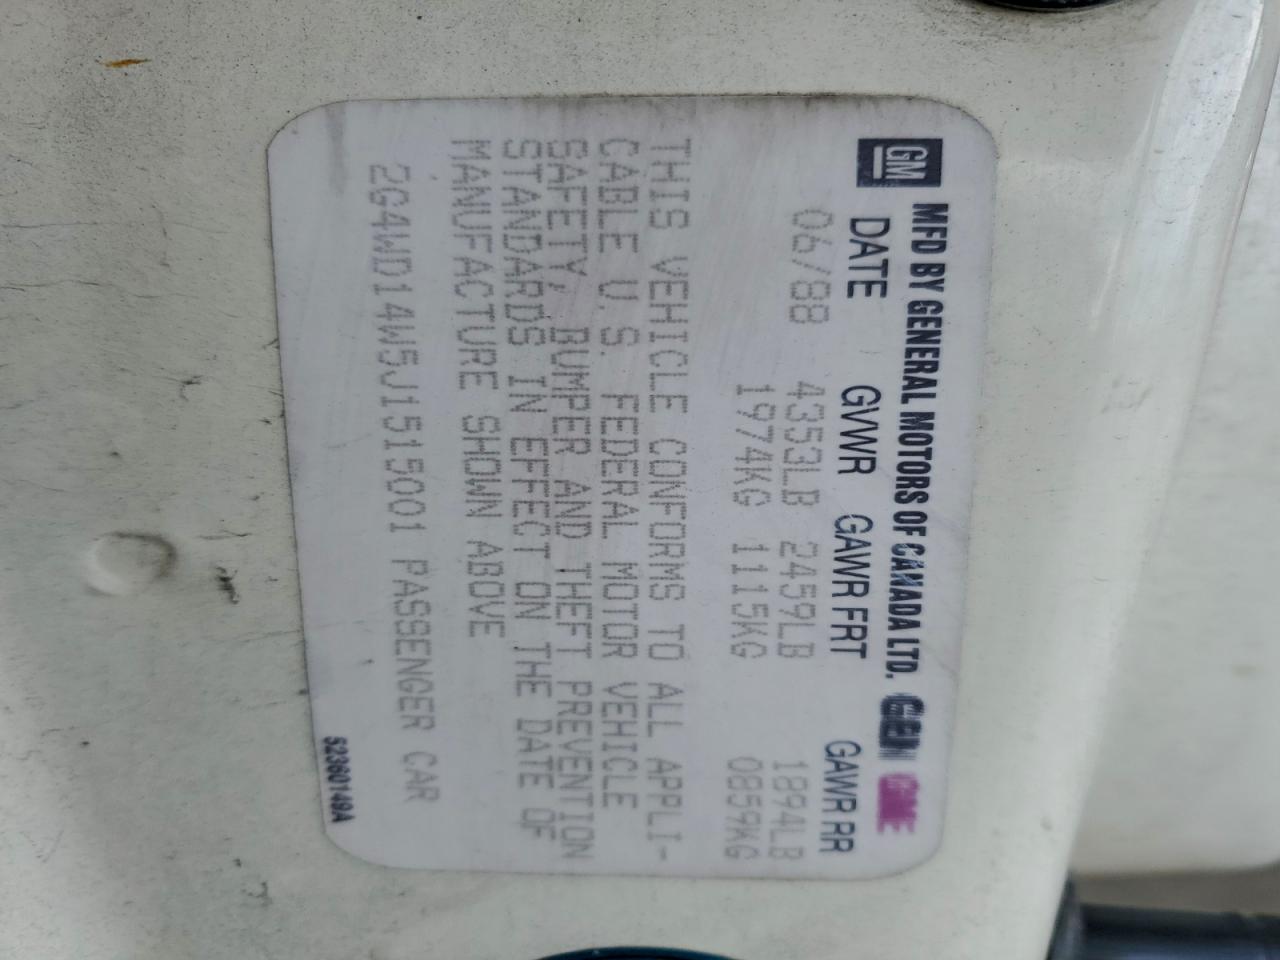 GM MFD BY GENERAL MOTORS OF CANADA LTD.
DATE GVWR GAWR FRT GAWR RR
06/88 4353LB 2459LB 1894LB
1974KG 1115KG 0859KG
THIS VEHICLE CONFORMS TO ALL APPLI-
CABLE U.S. FEDERAL MOTOR VEHICLE
SAFETY, BUMPER AND THEFT PREVENTION
STANDARDS IN EFFECT ON THE DATE OF
MANUFACTURE SHOWN ABOVE
2G4WD14W5J1515001 PASSENGER CAR
52360149A